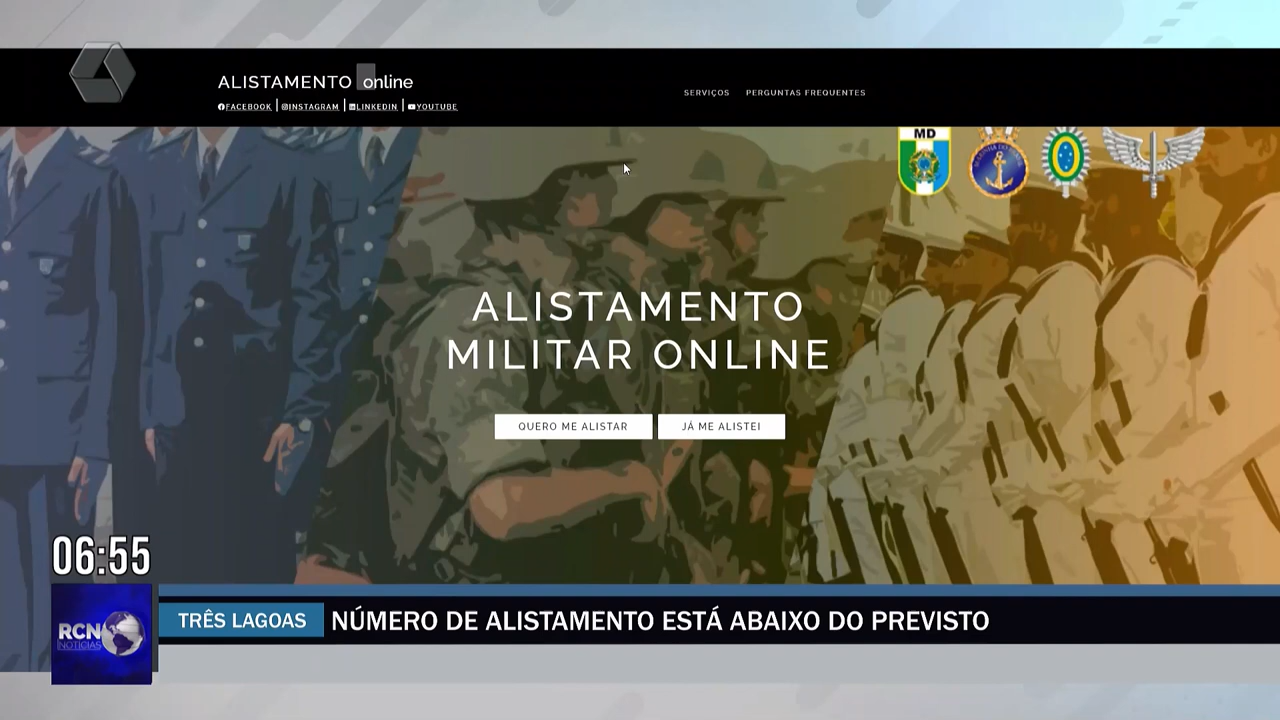 ALISTAMENTO online
FACEBOOK | INSTAGRAM | LINKEDIN | YOUTUBE
SERVIÇOS PERGUNTAS FREQUENTES
MD
ALISTAMENTO
MILITAR ONLINE
QUERO ME ALISTAR JÁ ME ALISTEI
06:55
TRÊS LAGOAS NÚMERO DE ALISTAMENTO ESTÁ ABAIXO DO PREVISTO
RCN
NOTÍCIAS